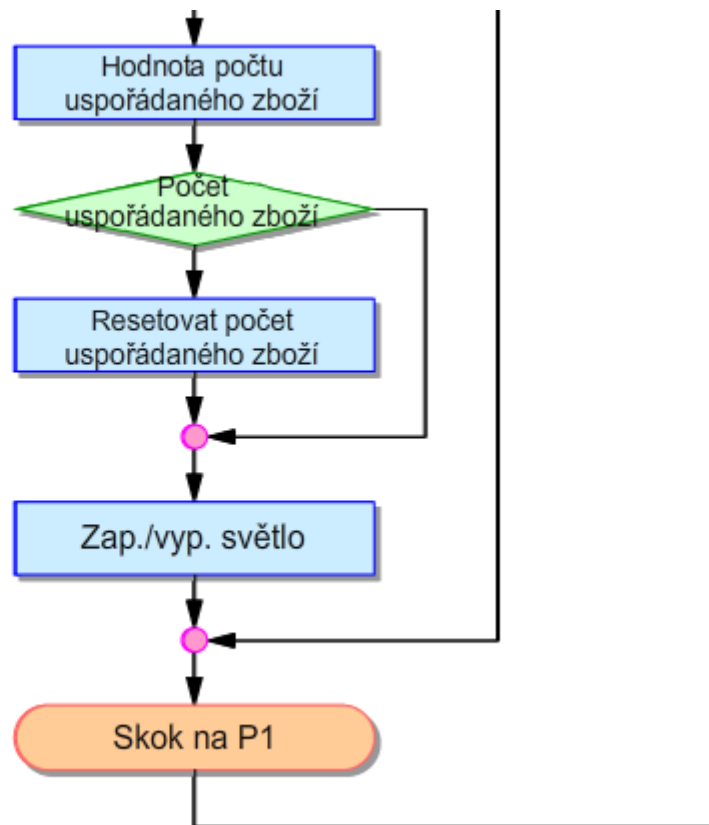 Hodnota počtu
uspořádaného zboží
Počet
uspořádaného zboží
Resetovat počet
uspořádaného zboží
Zap./vyp. světlo
Skok na P1